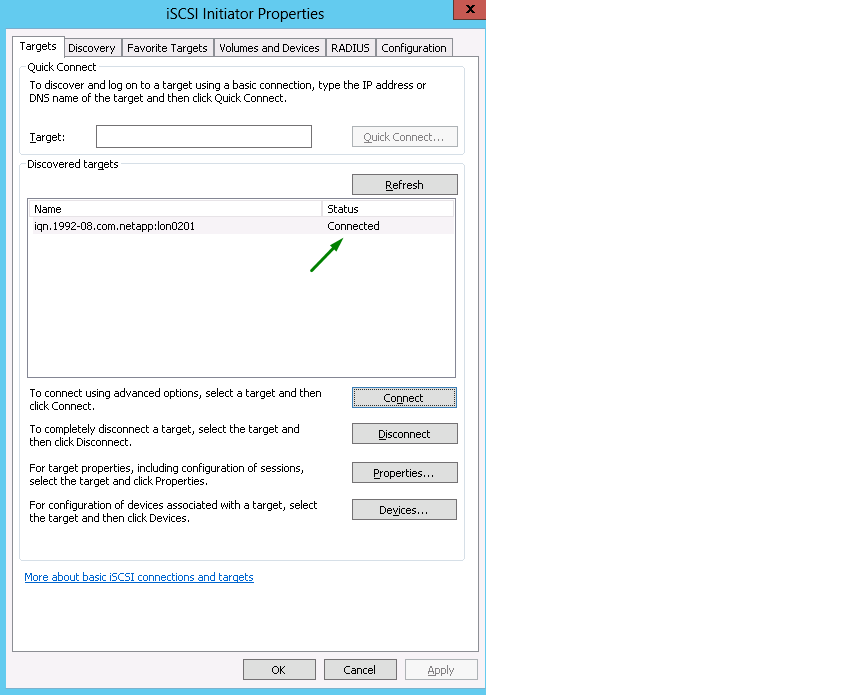 iSCSI Initiator Properties
x
Targets Discovery Favorite Targets Volumes and Devices RADIUS Configuration
Quick Connect
To discover and log on to a target using a basic connection, type the IP address or
DNS name of the target and then click Quick Connect.
Target: Quick Connect...
Discovered targets
Refresh
Name Status
iqn.1992-08.com.netapp:lon0201 Connected
To connect using advanced options, select a target and then
click Connect.
Connect
To completely disconnect a target, select the target and
then click Disconnect.
Disconnect
For target properties, including configuration of sessions,
select the target and click Properties.
Properties...
For configuration of devices associated with a target, select
the target and then click Devices.
Devices...
More about basic iSCSI connections and targets
OK Cancel Apply